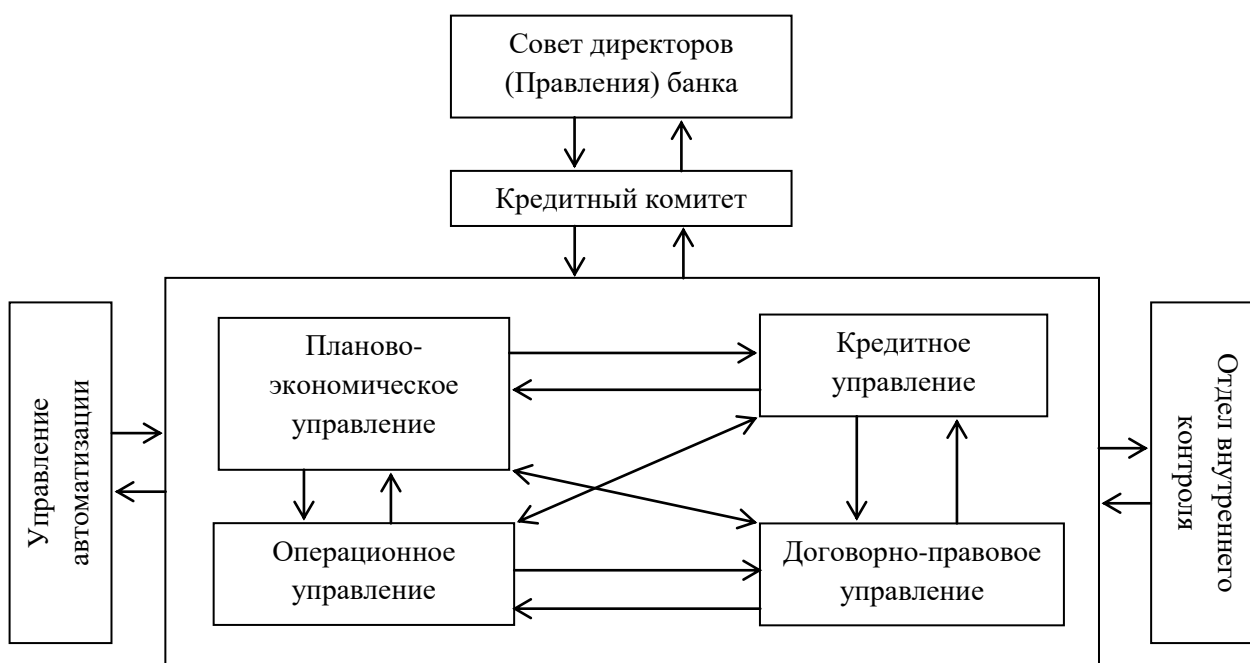 Совет директоров
(Правления) банка
Кредитный комитет
Управление
автоматизации
Планово-
экономическое
управление
Кредитное
управление
Операционное
управление
Договорно-правовое
управление
Отдел внутреннего
контроля